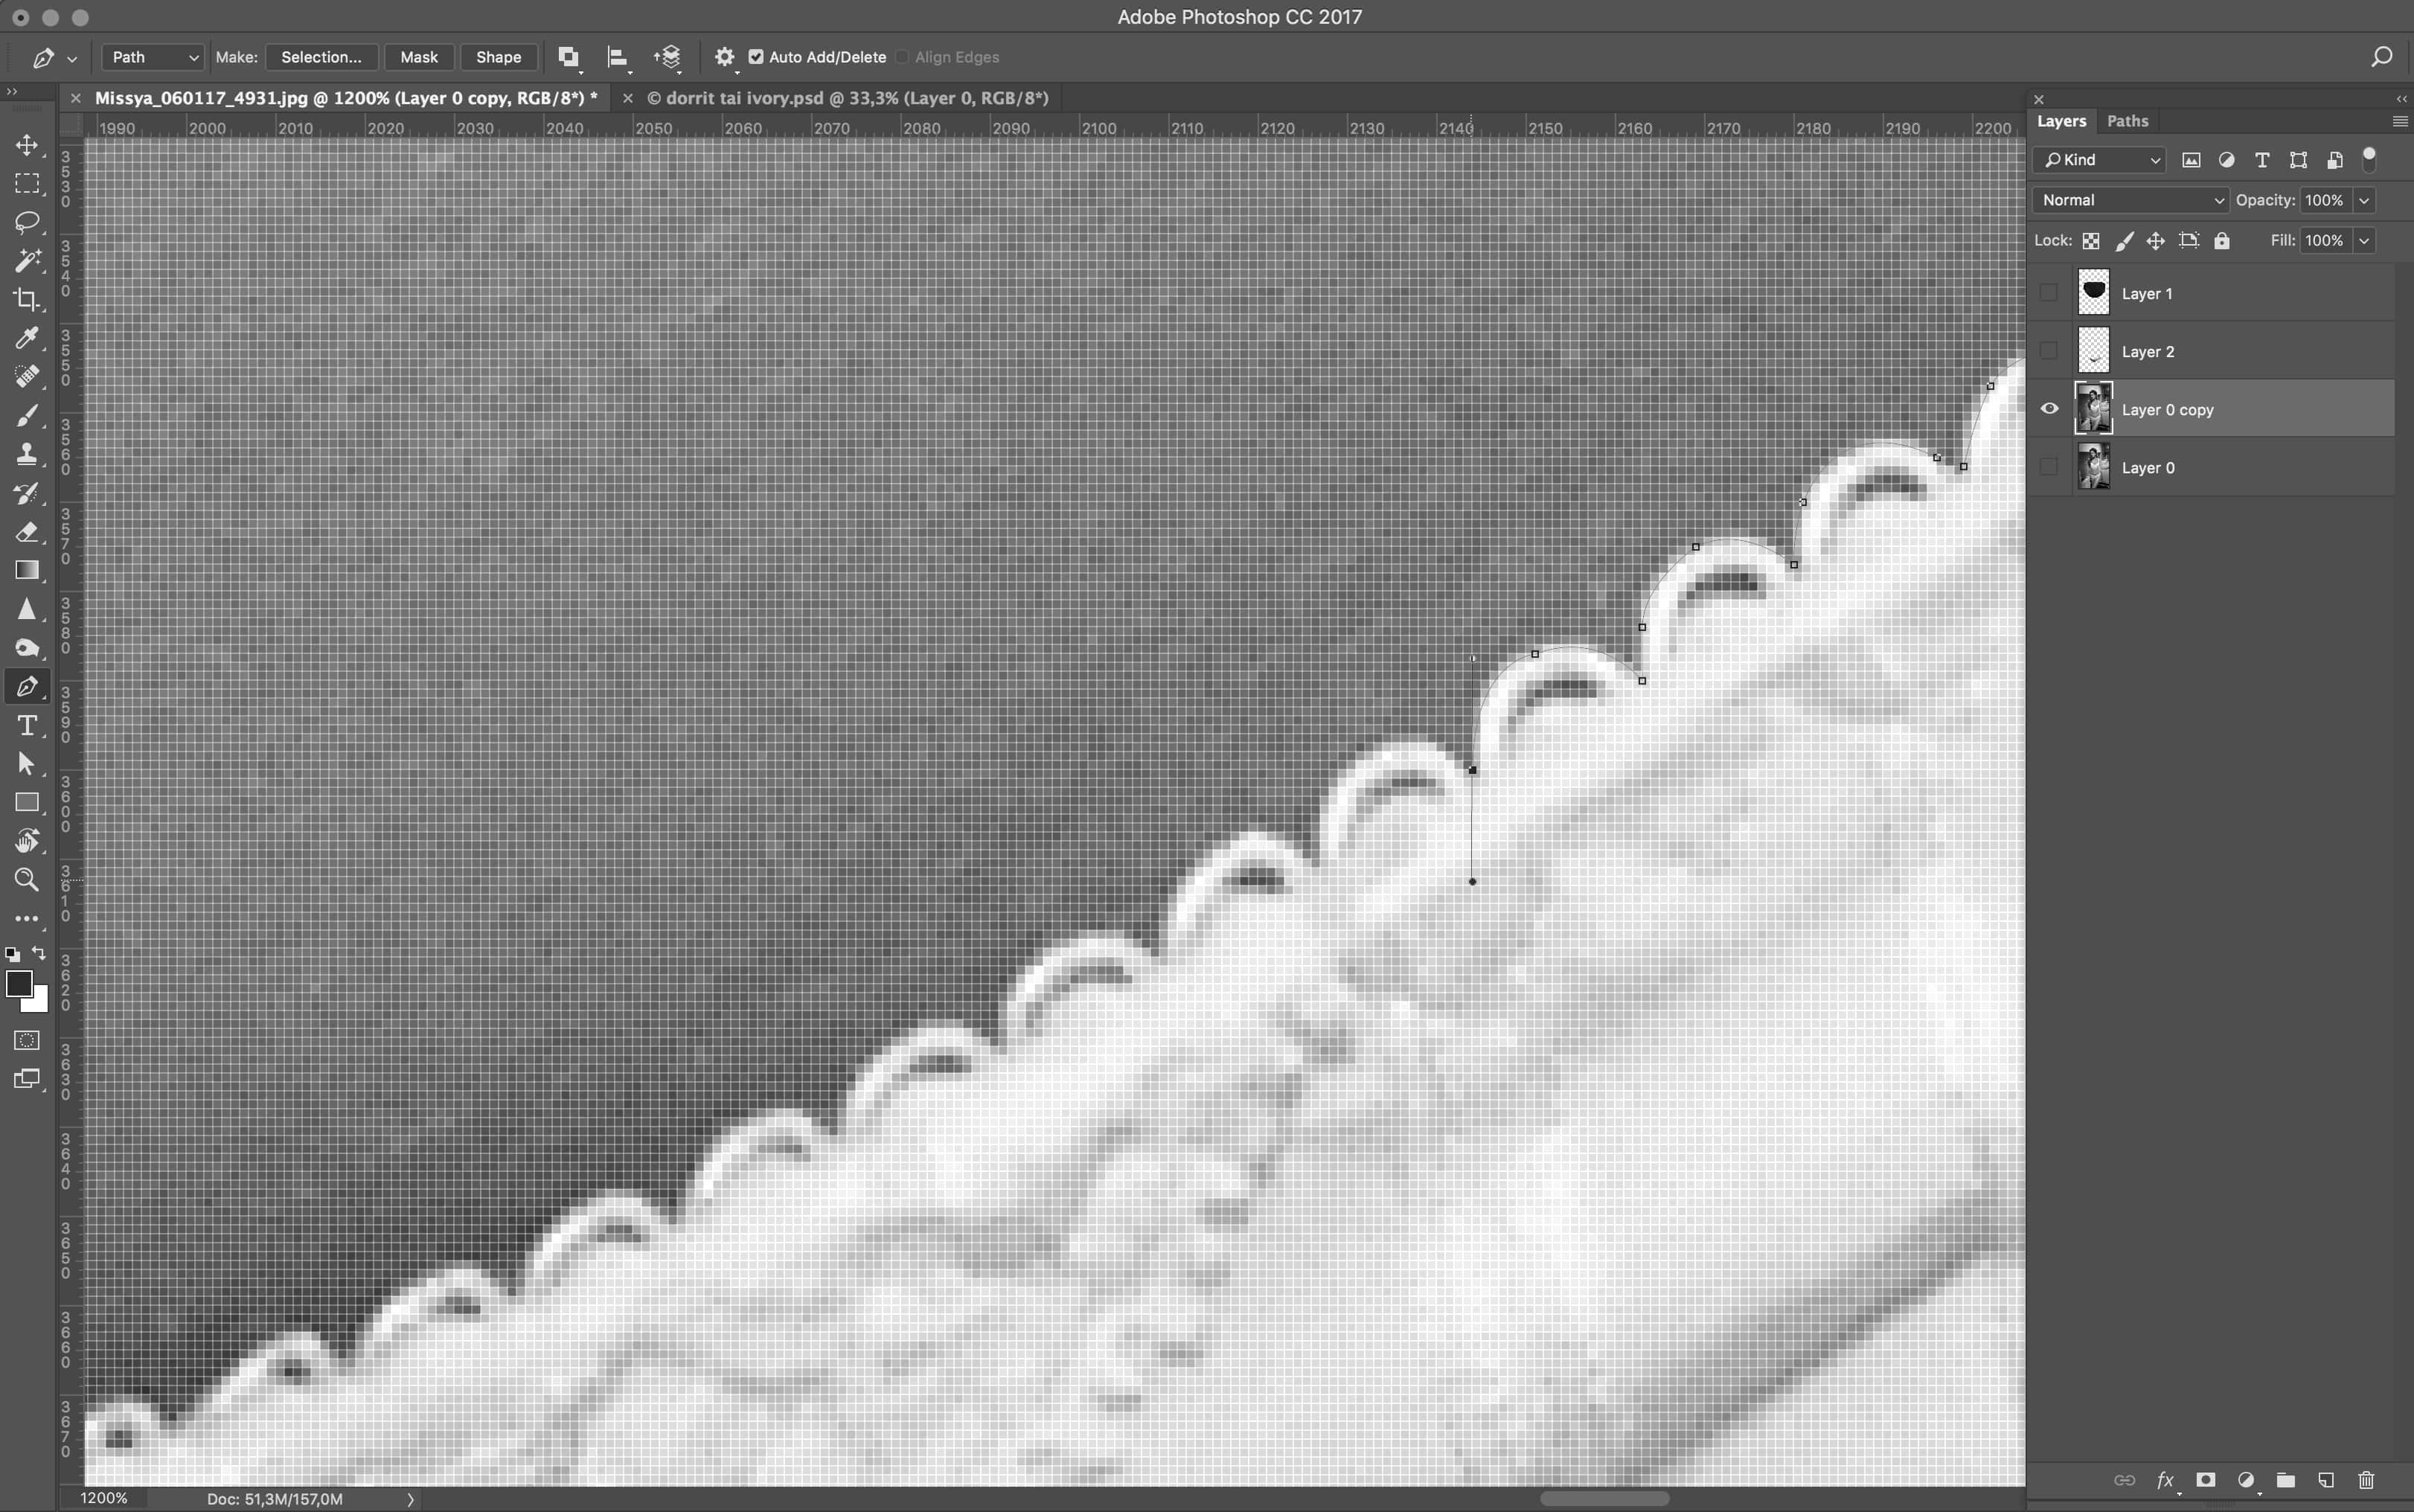 Adobe Photoshop CC 2017
Path Make: Selection... Mask Shape Auto Add/Delete Align Edges
Missya_060117_4931.jpg @ 1200% (Layer 0 copy, RGB/8*) * © dorrit tai ivory.psd @ 33,3% (Layer 0, RGB/8*)
1990 2000 2010 2020 2030 2040 2050 2060 2070 2080 2090 2100 2110 2120 2130 2140 2150 2160 2170 2180 2190 2200
Layers Paths
Kind
Normal Opacity: 100%
Lock: Fill: 100%
Layer 1
Layer 2
Layer 0 copy
Layer 0
3530
3540
3550
3560
3570
3580
3590
3600
3610
3620
3630
3640
3650
3660
3670
1200% Doc: 51,3M/157,0M
fx